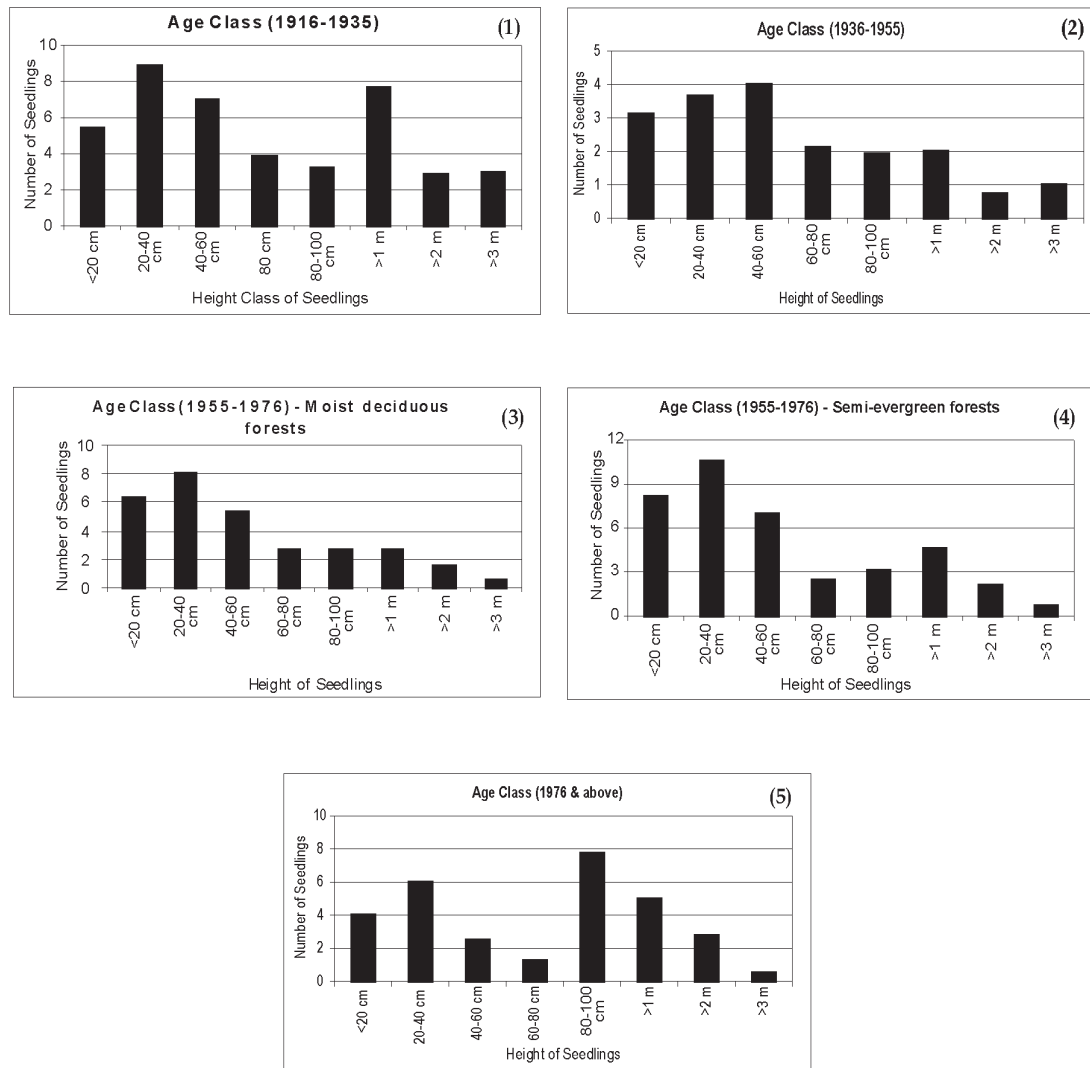 Age Class (1916-1935)
(1)
Number of Seedlings
10
8
6
4
2
0
<20 cm
20-40
cm
40-60
cm
80 cm
80-100
cm
>1 m
>2 m
>3 m
Height Class of Seedlings
Age Class (1936-1955)
(2)
Number of Seedlings
5
4
3
2
1
0
<20 cm
20-40 cm
40-60 cm
60-80
cm
80-100
cm
>1 m
>2 m
>3 m
Height of Seedlings
Age Class (1955-1976) - Moist deciduous
forests
(3)
Number of Seedlings
10
8
6
4
2
0
<20 cm
20-40
cm
40-60
cm
60-80
cm
80-100
cm
>1 m
>2 m
>3 m
Height of Seedlings
Age Class (1955-1976) - Semi-evergreen forests
(4)
Number of Seedlings
12
9
6
3
0
<20 cm
20-40
cm
40-60
cm
60-80
cm
80-100
cm
>1 m
>2 m
>3 m
Height of Seedlings
Age Class (1976 & above)
(5)
Number of Seedlings
10
8
6
4
2
0
<20 cm
20-40 cm
40-60 cm
60-80 cm
80-100
cm
>1 m
>2 m
>3 m
Height of Seedlings